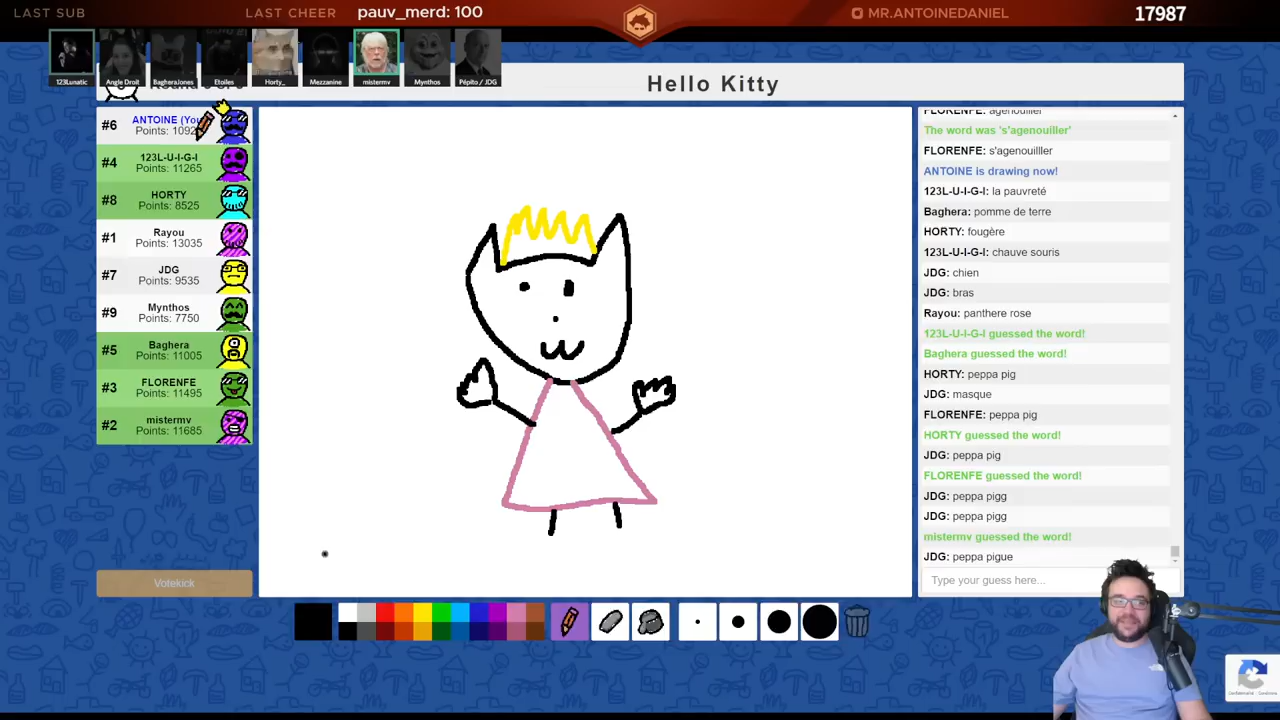 LAST SUB
LAST CHEER pauv_merd: 100
MR.ANTOINEDANIEL
17987
123Lunatic
Angle Droit
BagheraJones
Etoiles
Horty_
Mezzanine
mistermv
Mynthos
Pépito / JDG
Hello Kitty
#6 ANTOINE (You
Points: 1092
#4 123L-U-I-G-I
Points: 11265
#8 HORTY
Points: 8525
#1 Rayou
Points: 13035
#7 JDG
Points: 9535
#9 Mynthos
Points: 7750
#5 Baghera
Points: 11005
#3 FLORENFE
Points: 11495
#2 mistermv
Points: 11685
Votekick
FLORENFE: agenouiller
The word was 's'agenouiller'
FLORENFE: s'agenouilller
ANTOINE is drawing now!
123L-U-I-G-I: la pauvreté
Baghera: pomme de terre
HORTY: fougère
123L-U-I-G-I: chauve souris
JDG: chien
JDG: bras
Rayou: panthere rose
123L-U-I-G-I guessed the word!
Baghera guessed the word!
HORTY: peppa pig
JDG: masque
FLORENFE: peppa pig
HORTY guessed the word!
JDG: peppa pig
FLORENFE guessed the word!
JDG: peppa pigg
JDG: peppa pigg
mistermv guessed the word!
JDG: peppa pigue
Type your guess here...